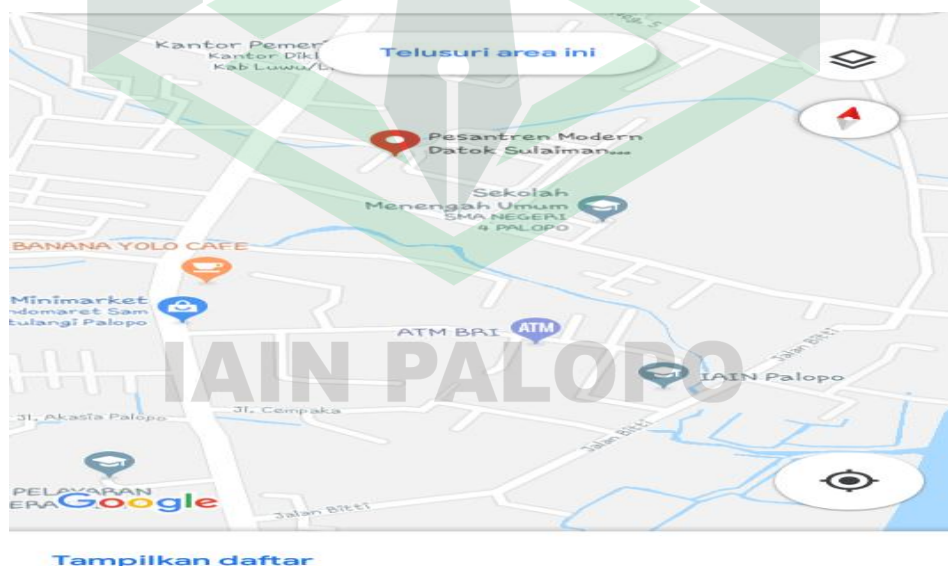 Kantor Pemer
Kantor Dikl
Kab Luwu/L
Telusuri area ini
Pesantren Modern
Datok Sulaiman...
Sekolah
Menengah Umum
SMA NEGERI
4 PALOPO
BANANA YOLO CAFE
Minimarket
ndomaret Sam
tulangi Palopo
ATM BRI
ATM
IAIN PALOPO
Jalan Bitti
IAIN Palopo
Jl. Akasia Palopo
Jl. Cempaka
Jalan Bitti
PELAYARAN
ERA
Google
Jalan Bitti
Tampilkan daftar